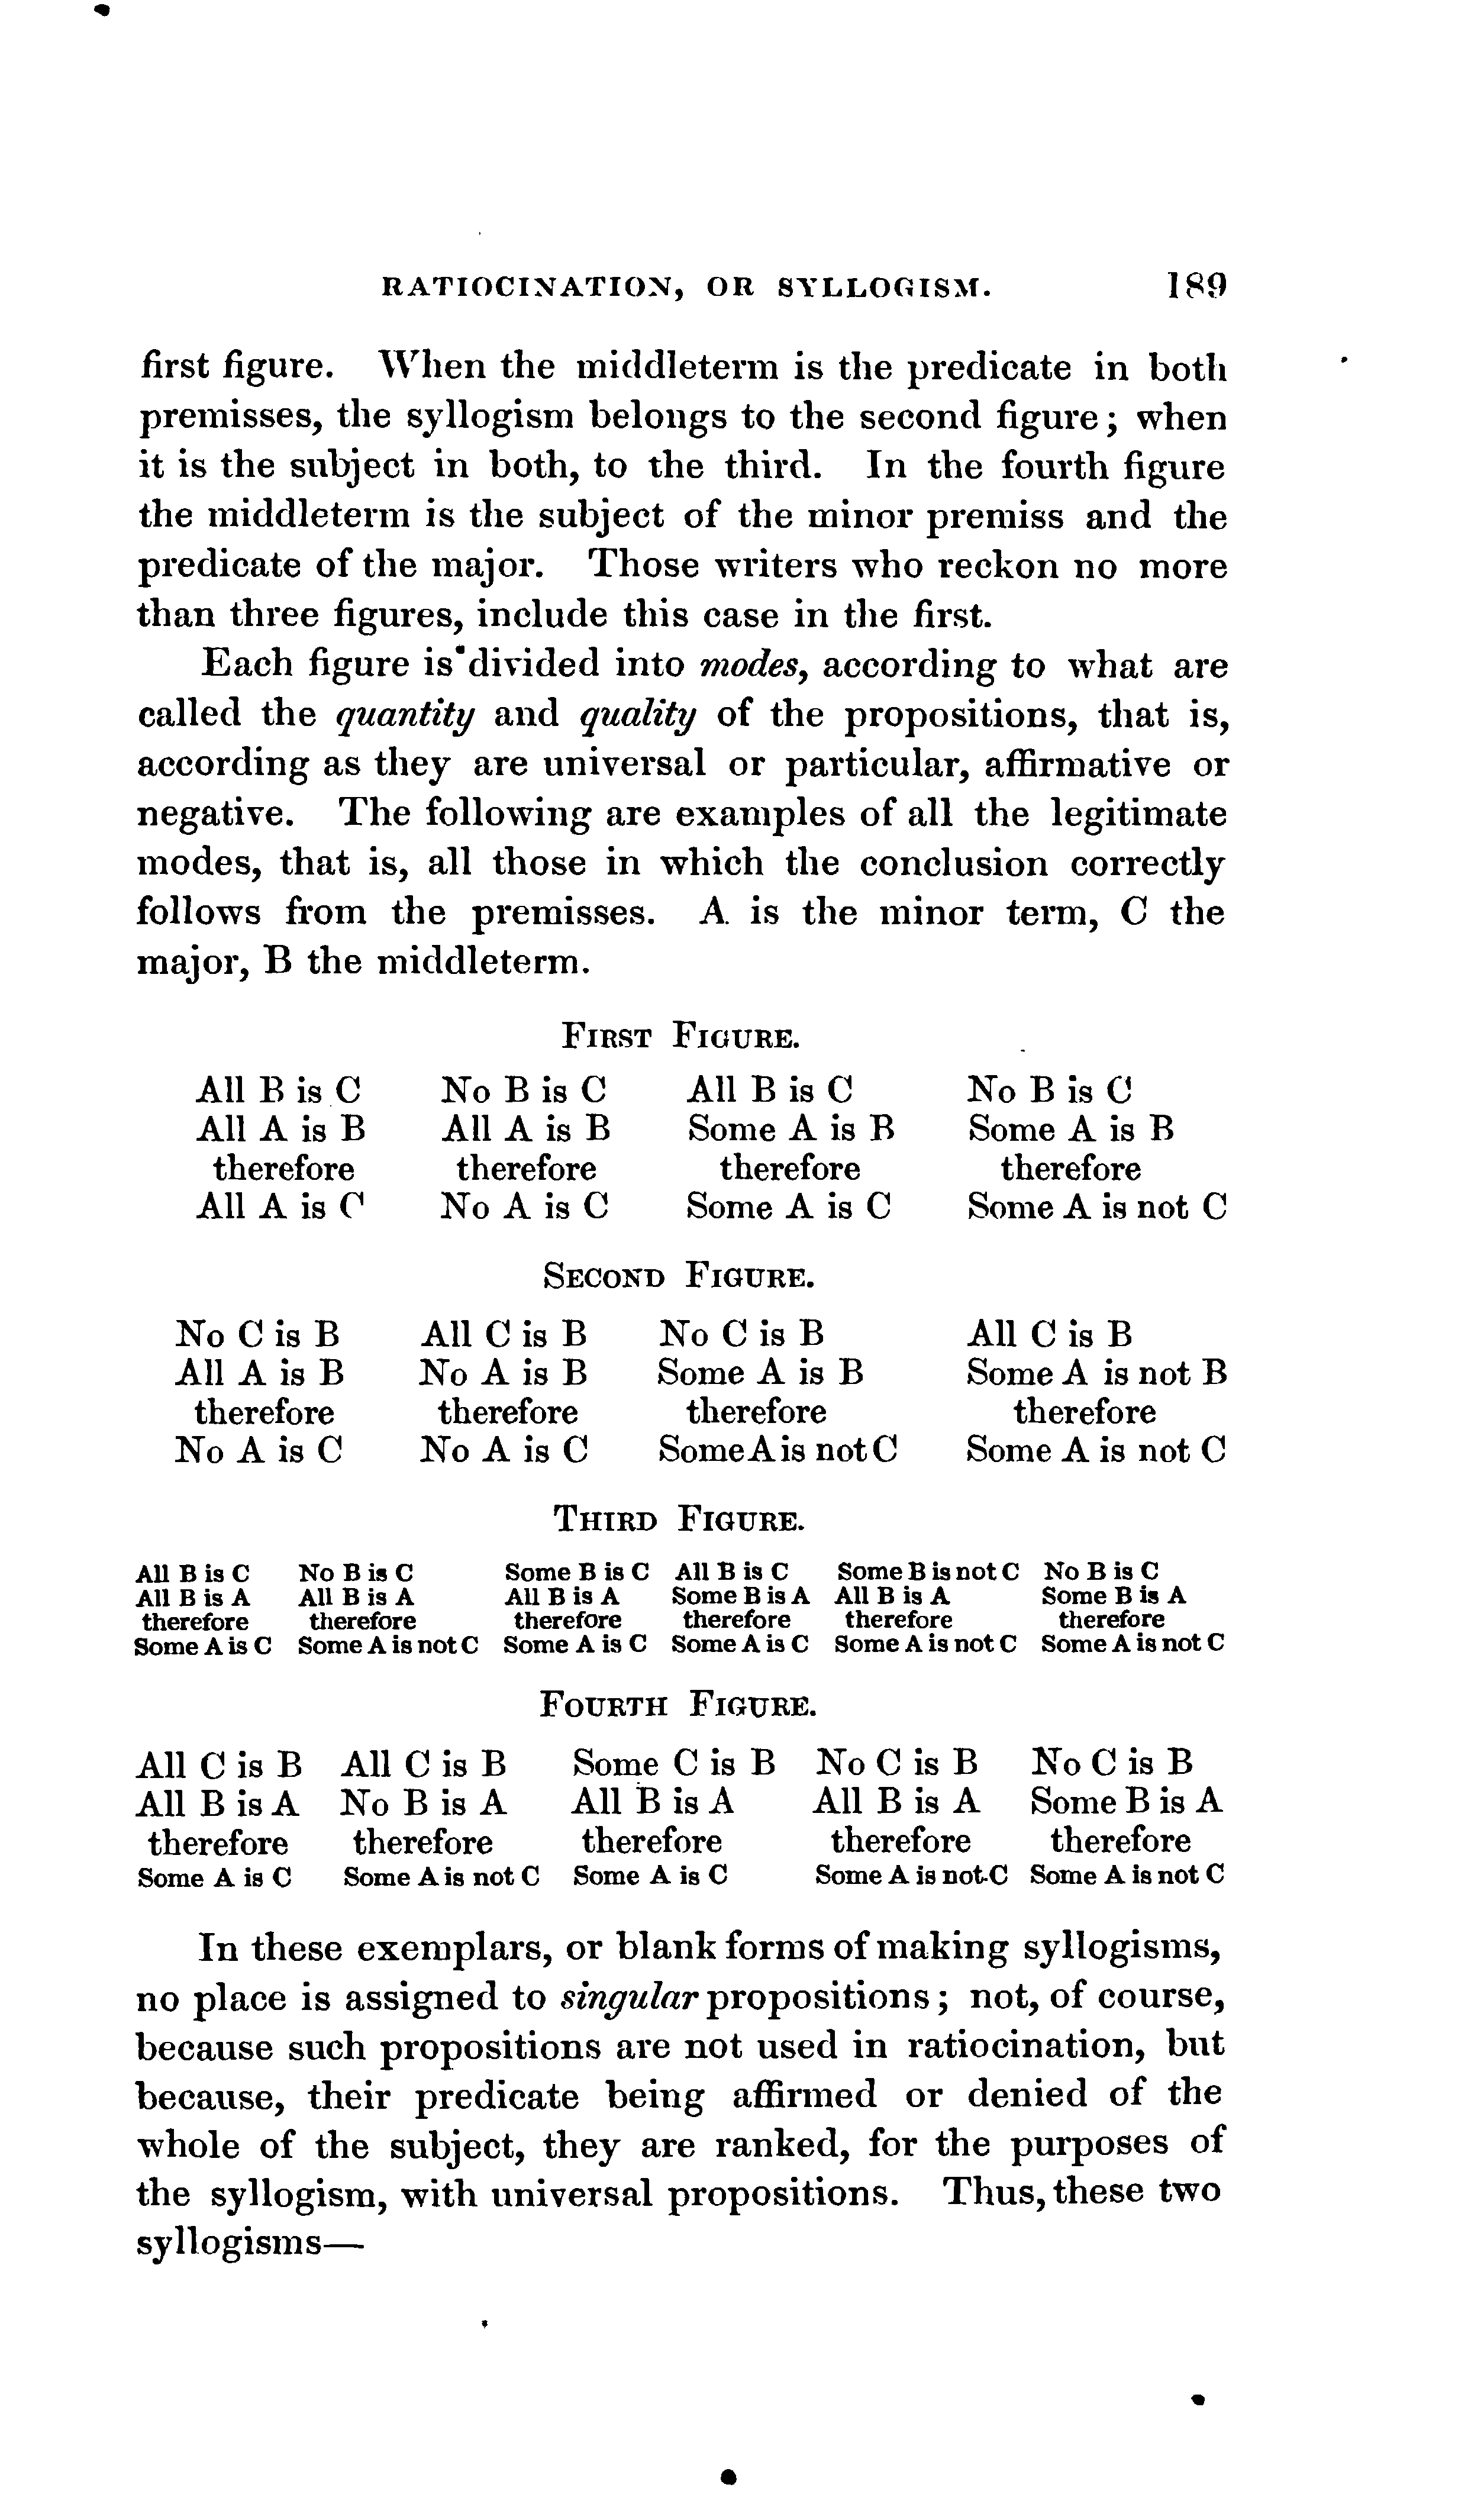 RATIOCINATION, OR SYLLOGISM. 189
first figure. When the middleterm is the predicate in both
premisses, the syllogism belongs to the second figure; when
it is the subject in both, to the third. In the fourth figure
the middleterm is the subject of the minor premiss and the
predicate of the major. Those writers who reckon no more
than three figures, include this case in the first.
Each figure is divided into modes, according to what are
called the quantity and quality of the propositions, that is,
according as they are universal or particular, affirmative or
negative. The following are examples of all the legitimate
modes, that is, all those in which the conclusion correctly
follows from the premisses. A is the minor term, C the
major, B the middleterm.
FIRST FIGURE.
All B is C No B is C All B is C No B is C
All A is B All A is B Some A is B Some A is B
therefore therefore therefore therefore
All A is C No A is C Some A is C Some A is not C
SECOND FIGURE.
No C is B All C is B No C is B All C is B
All A is B No A is B Some A is B Some A is not B
therefore therefore therefore therefore
No A is C No A is C Some A is not C Some A is not C
THIRD FIGURE.
All B is C No B is C Some B is C All B is C Some B is not C No B is C
All B is A All B is A All B is A Some B is A All B is A Some B is A
therefore therefore therefore therefore therefore therefore
Some A is C Some A is not C Some A is C Some A is C Some A is not C Some A is not C
FOURTH FIGURE.
All C is B All C is B Some C is B No C is B No C is B
All B is A No B is A All B is A All B is A Some B is A
therefore therefore therefore therefore therefore
Some A is C Some A is not C Some A is C Some A is not C Some A is not C
In these exemplars, or blank forms of making syllogisms,
no place is assigned to singular propositions; not, of course,
because such propositions are not used in ratiocination, but
because, their predicate being affirmed or denied of the
whole of the subject, they are ranked, for the purposes of
the syllogism, with universal propositions. Thus, these two
syllogisms—